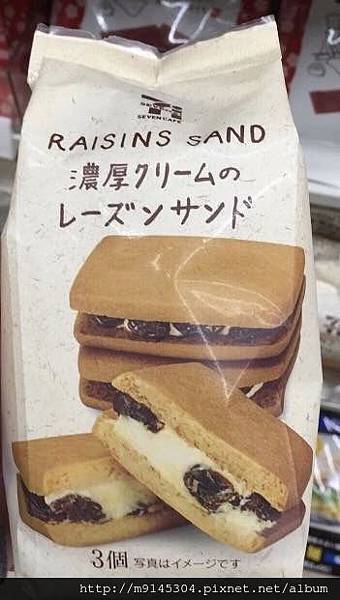 SEVEN CAFÉ
RAISINS SAND
濃厚クリームの
レーズンサンド
3個 写真はイメージです
http://m9145304.pixnet.net/album